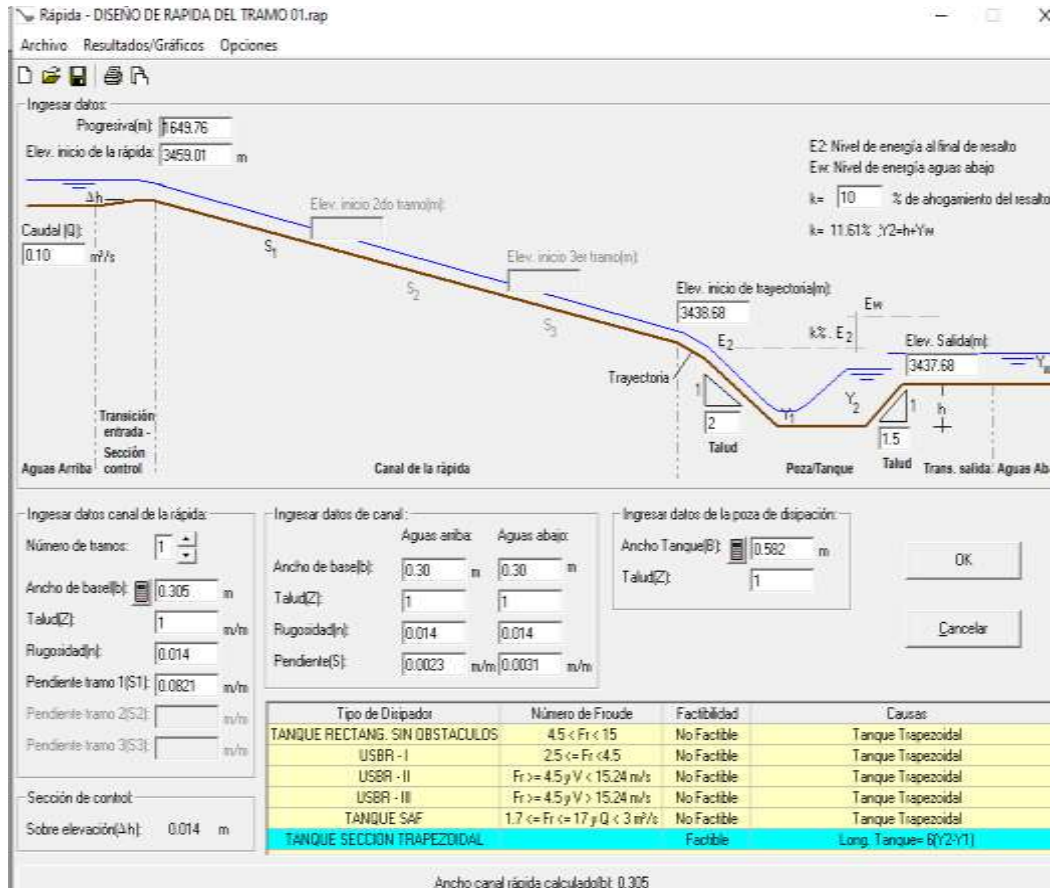 Rápida - DISEÑO DE RAPIDA DEL TRAMO 01.rap
Archivo Resultados/Gráficos Opciones
Ingresar datos:
Progresiva(m): 1649.76
Elev. inicio de la rápida: 3459.01 m
E2: Nivel de energía al final de resalto
Ew: Nivel de energía aguas abajo
k= 10 % de ahogamiento del resalto
k= 11.61% ;Y2=h+Yw
Δh
Caudal (Q):
0.10 m³/s
Elev. inicio 2do tramo(m):
Elev. inicio 3er tramo(m):
S1
S2
S3
Elev. inicio de trayectoria(m):
3438.68
Ew
E2
k% . E2
Elev. Salida(m):
3437.68
Yw
Trayectoria
1
2
Talud
Y1
Y2
1
1.5
Talud
h
Transición entrada -
Sección control
Aguas Arriba
Canal de la rápida
Poza/Tanque
Trans. salida: Aguas Ab
Ingresar datos canal de la rápida:
Número de tramos: 1
Ancho de base(b): 0.305 m
Talud(Z): 1 m/m
Rugosidad(n): 0.014
Pendiente tramo 1(S1): 0.0821 m/m
Pendiente tramo 2(S2): m/m
Pendiente tramo 3(S3): m/m
Sección de control:
Sobre elevación(Δh): 0.014 m
Ingresar datos de canal:
Aguas arriba: Aguas abajo:
Ancho de base(b): 0.30 m 0.30 m
Talud(Z): 1 1
Rugosidad(n): 0.014 0.014
Pendiente(S): 0.0023 m/m 0.0031 m/m
Ingresar datos de la poza de disipación:
Ancho Tanque(B): 0.582 m
Talud(Z): 1
OK
Cancelar
Tipo de Disipador Número de Froude Factibilidad Causas
TANQUE RECTANG. SIN OBSTACULOS 4.5 < Fr < 15 No Factible Tanque Trapezoidal
USBR - I 2.5 <= Fr <4.5 No Factible Tanque Trapezoidal
USBR - II Fr >= 4.5 y V < 15.24 m/s No Factible Tanque Trapezoidal
USBR - III Fr >= 4.5 y V > 15.24 m/s No Factible Tanque Trapezoidal
TANQUE SAF 1.7 <= Fr <= 17 y Q < 3 m³/s No Factible Tanque Trapezoidal
TANQUE SECCION TRAPEZOIDAL Factible Long. Tanque= 6(Y2-Y1)
Ancho canal rápida calculado(b): 0.305